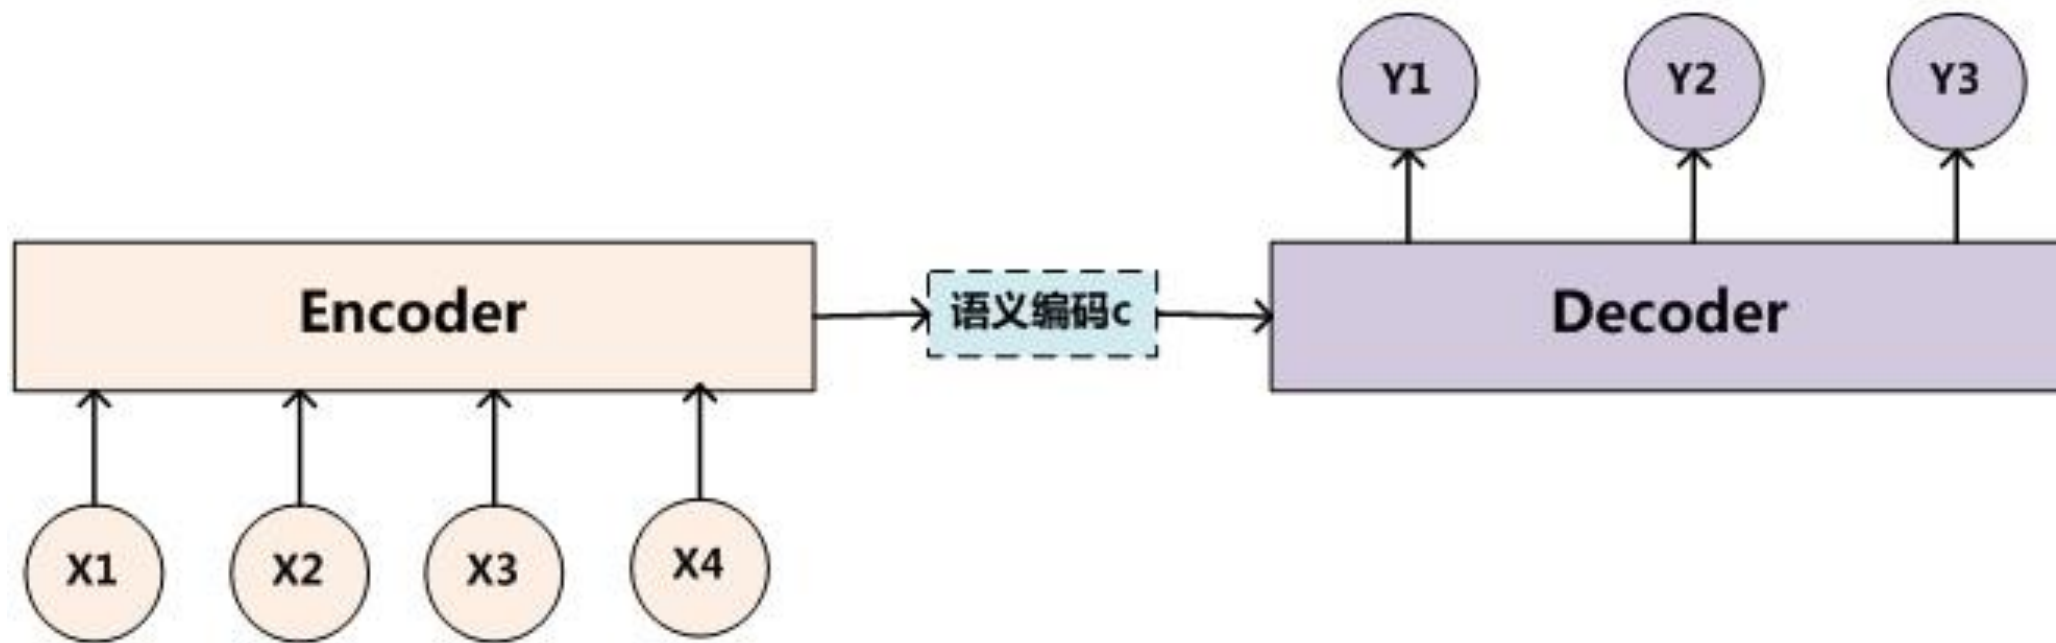 Y1 Y2 Y3
Encoder 语义编码c Decoder
X1 X2 X3 X4